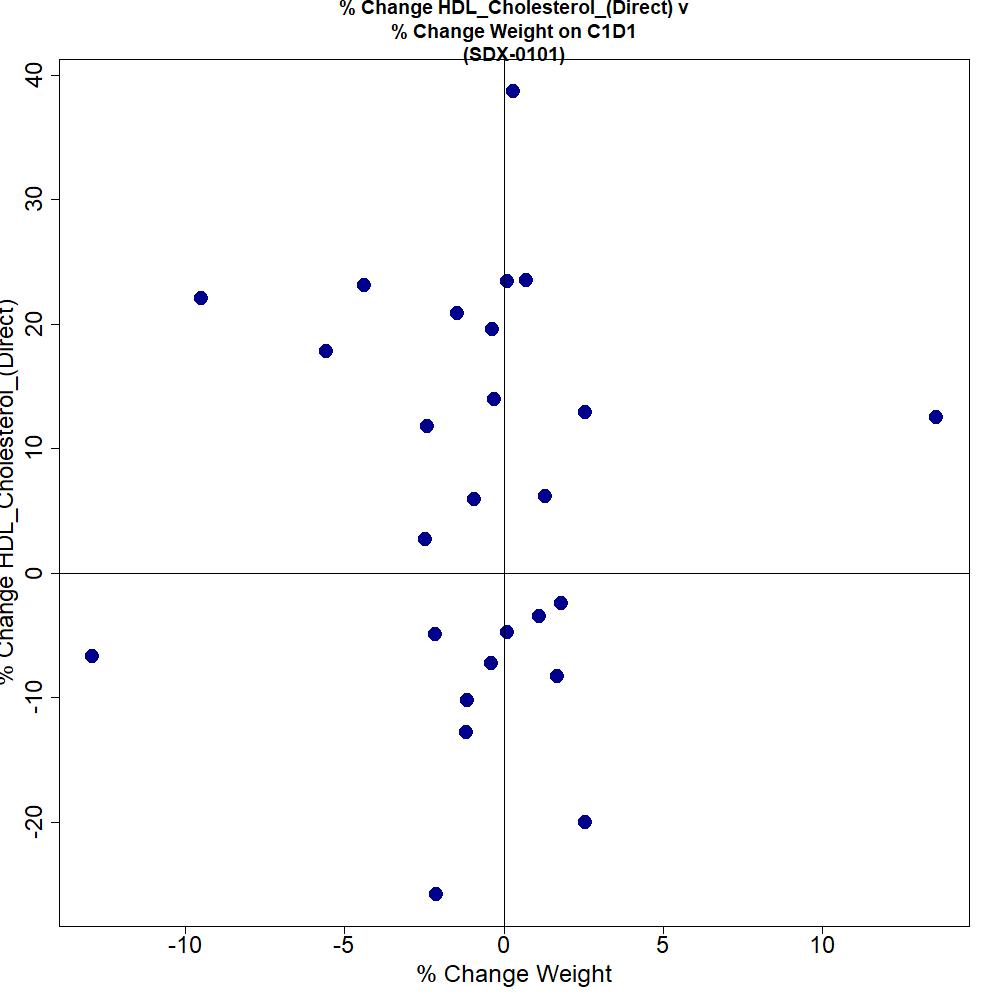 % Change HDL_Cholesterol_(Direct) v
% Change Weight on C1D1
(SDX-0101)
% Change HDL_Cholesterol_(Direct)
40
30
20
10
0
-10
-20
-10
-5
0
5
10
% Change Weight